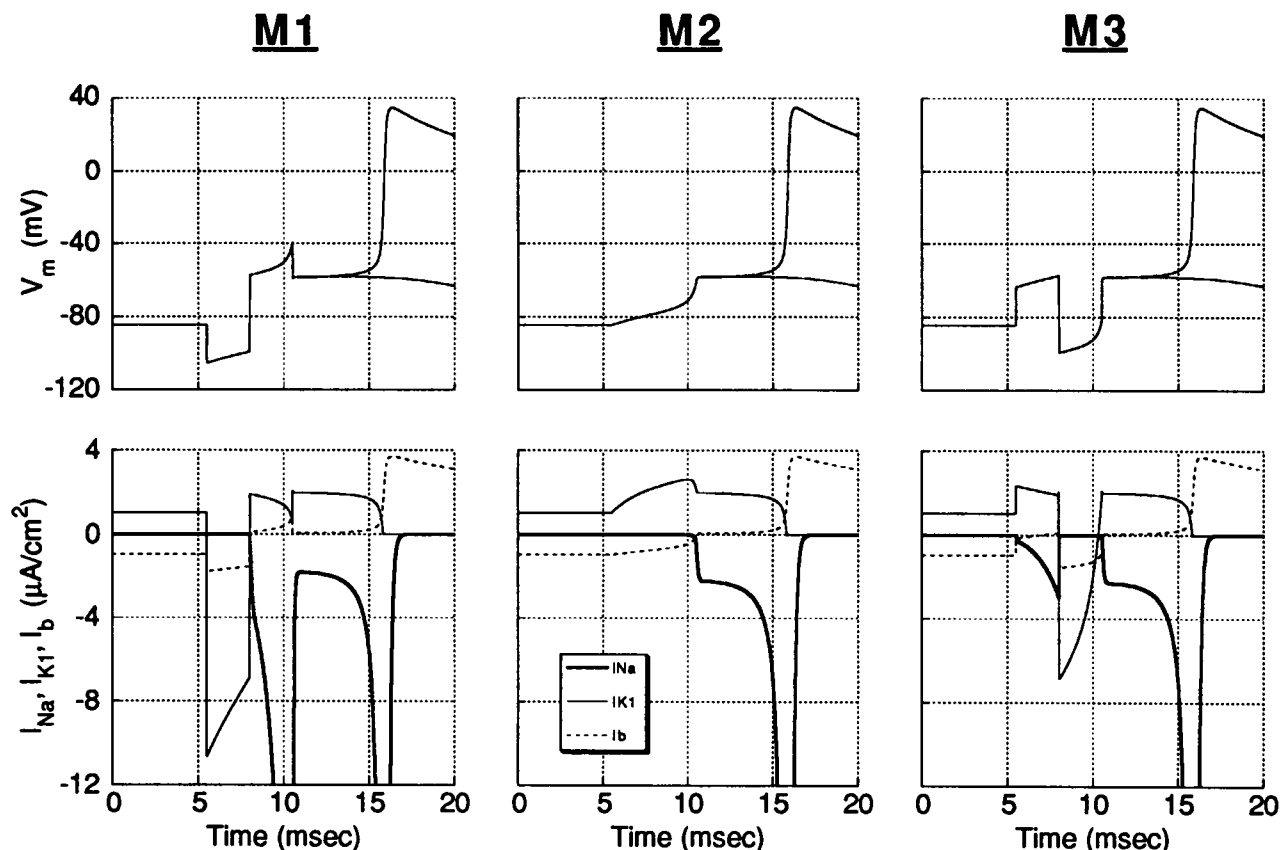 M1 M2 M3
V_m (mV)
40
0
-40
-80
-120
I_Na, I_K1, I_b (μA/cm²)
4
0
-4
-8
-12
INa
IK1
Ib
0 5 10 15 20 0 5 10 15 20 0 5 10 15 20
Time (msec) Time (msec) Time (msec)